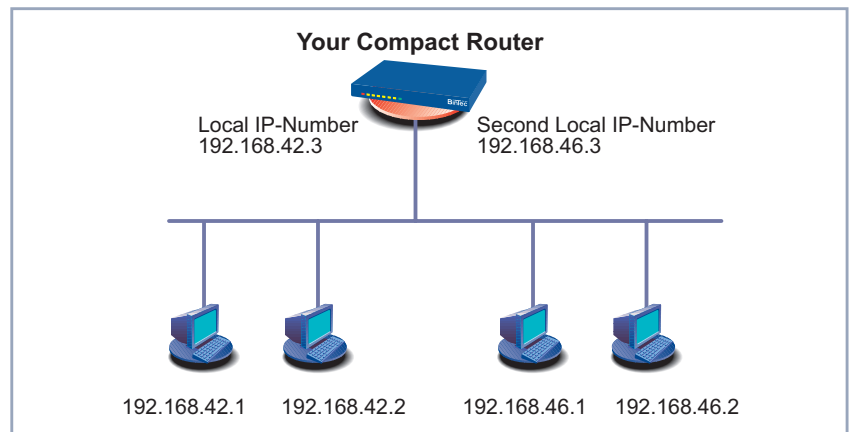 Your Compact Router
BinTec
Local IP-Number
192.168.42.3
Second Local IP-Number
192.168.46.3
192.168.42.1
192.168.42.2
192.168.46.1
192.168.46.2